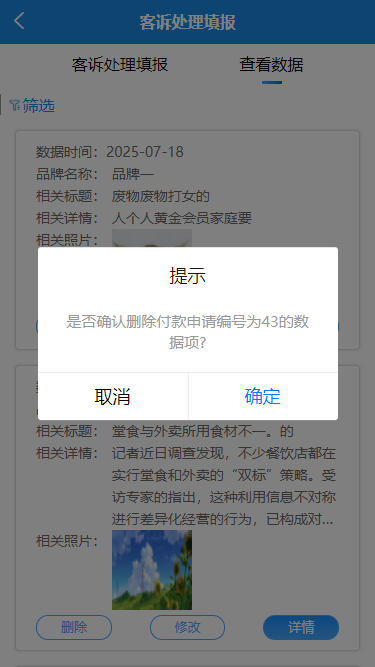 客诉处理填报
客诉处理填报 查看数据
筛选
数据时间：2025-07-18
品牌名称： 品牌一
相关标题： 废物废物打女的
相关详情： 人个人黄金会员家庭要
相关照片：
提示
是否确认删除付款申请编号为43的数
据项?
取消 确定
相关标题： 堂食与外卖所用食材不一。的
相关详情： 记者近日调查发现，不少餐饮店都在
实行堂食和外卖的“双标”策略。受
访专家的指出，这种利用信息不对称
进行差异化经营的行为，已构成对...
相关照片：
删除 修改 详情